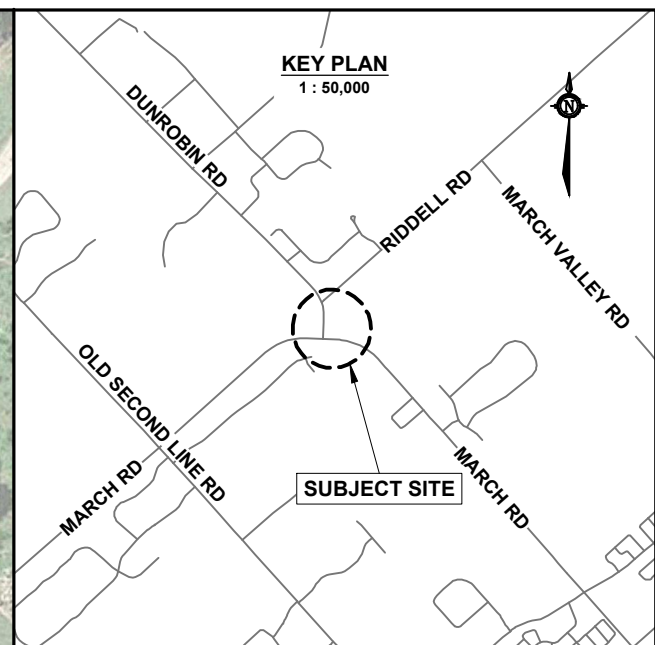 KEY PLAN
1 : 50,000
N
DUNROBIN RD
RIDDELL RD
MARCH VALLEY RD
OLD SECOND LINE RD
MARCH RD
SUBJECT SITE
MARCH RD